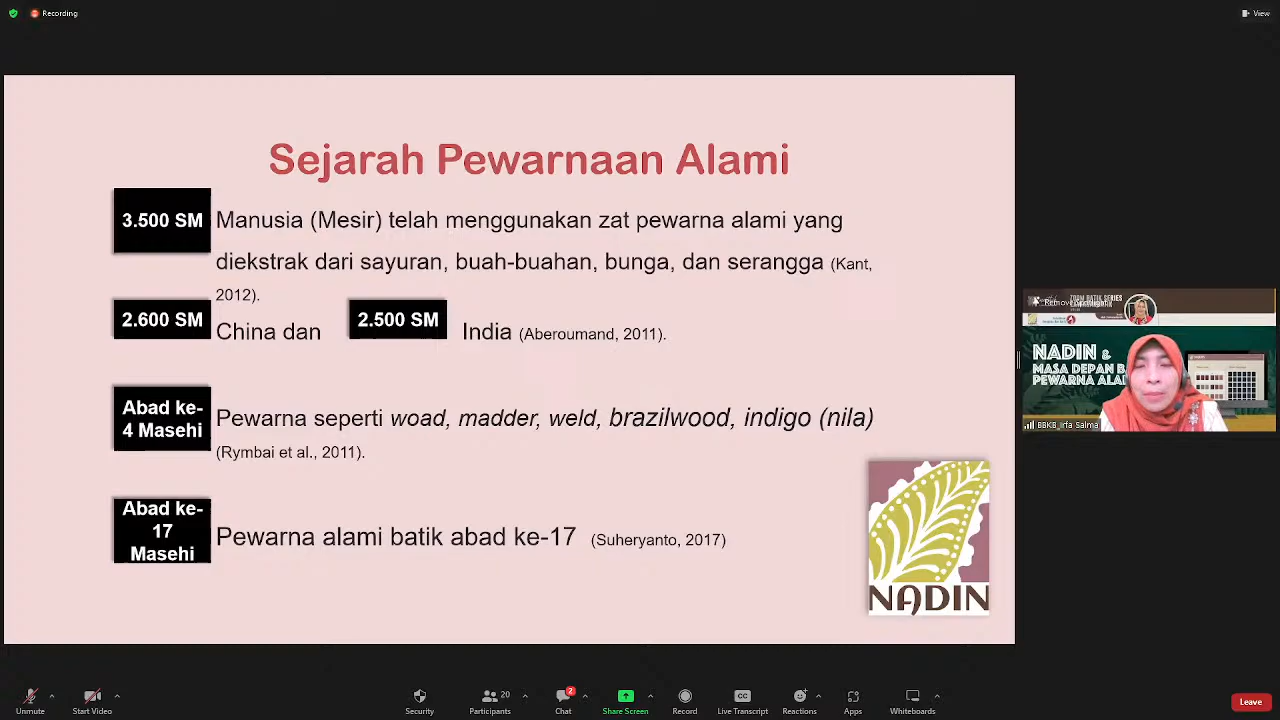 Recording
View
Sejarah Pewarnaan Alami
3.500 SM
Manusia (Mesir) telah menggunakan zat pewarna alami yang
diekstrak dari sayuran, buah-buahan, bunga, dan serangga (Kant,
2012).
2.600 SM
China dan
2.500 SM
India (Aberoumand, 2011).
Abad ke-
4 Masehi
Pewarna seperti woad, madder, weld, brazilwood, indigo (nila)
(Rymbai et al., 2011).
Abad ke-
17
Masehi
Pewarna alami batik abad ke-17 (Suheryanto, 2017)
NADIN
NADIN &
MASA DEPAN
PEWARNA
BBKB_Irfa Salma
Unmute
Start Video
Security
Participants
20
Chat
2
Share Screen
Record
Live Transcript
Reactions
Apps
Whiteboards
Leave